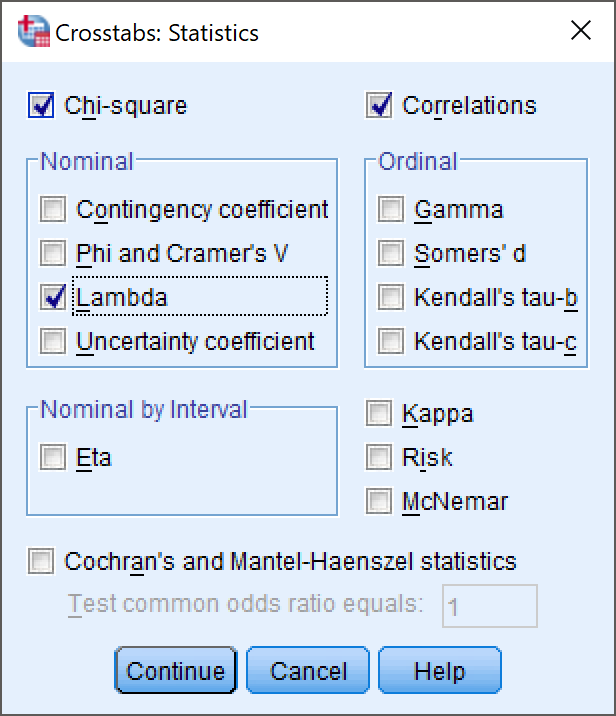 Crosstabs: Statistics
Chi-square
Correlations
Nominal
Contingency coefficient
Phi and Cramer's V
Lambda
Uncertainty coefficient
Ordinal
Gamma
Somers' d
Kendall's tau-b
Kendall's tau-c
Nominal by Interval
Eta
Kappa
Risk
McNemar
Cochran's and Mantel-Haenszel statistics
Test common odds ratio equals: 1
Continue Cancel Help